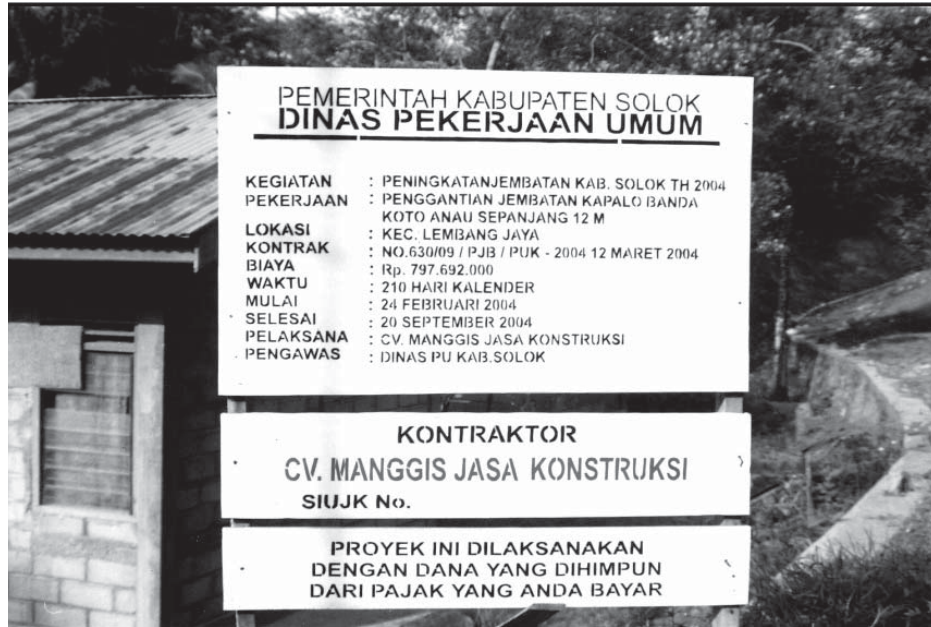 PEMERINTAH KABUPATEN SOLOK
DINAS PEKERJAAN UMUM
KEGIATAN : PENINGKATANJEMBATAN KAB. SOLOK TH 2004
PEKERJAAN : PENGGANTIAN JEMBATAN KAPALO BANDA
KOTO ANAU SEPANJANG 12 M
LOKASI : KEC. LEMBANG JAYA
KONTRAK : NO.630/09 / PJB / PUK - 2004 12 MARET 2004
BIAYA : Rp. 797.692.000
WAKTU : 210 HARI KALENDER
MULAI : 24 FEBRUARI 2004
SELESAI : 20 SEPTEMBER 2004
PELAKSANA : CV. MANGGIS JASA KONSTRUKSI
PENGAWAS : DINAS PU KAB.SOLOK
KONTRAKTOR
CV. MANGGIS JASA KONSTRUKSI
SIUJK No.
PROYEK INI DILAKSANAKAN
DENGAN DANA YANG DIHIMPUN
DARI PAJAK YANG ANDA BAYAR